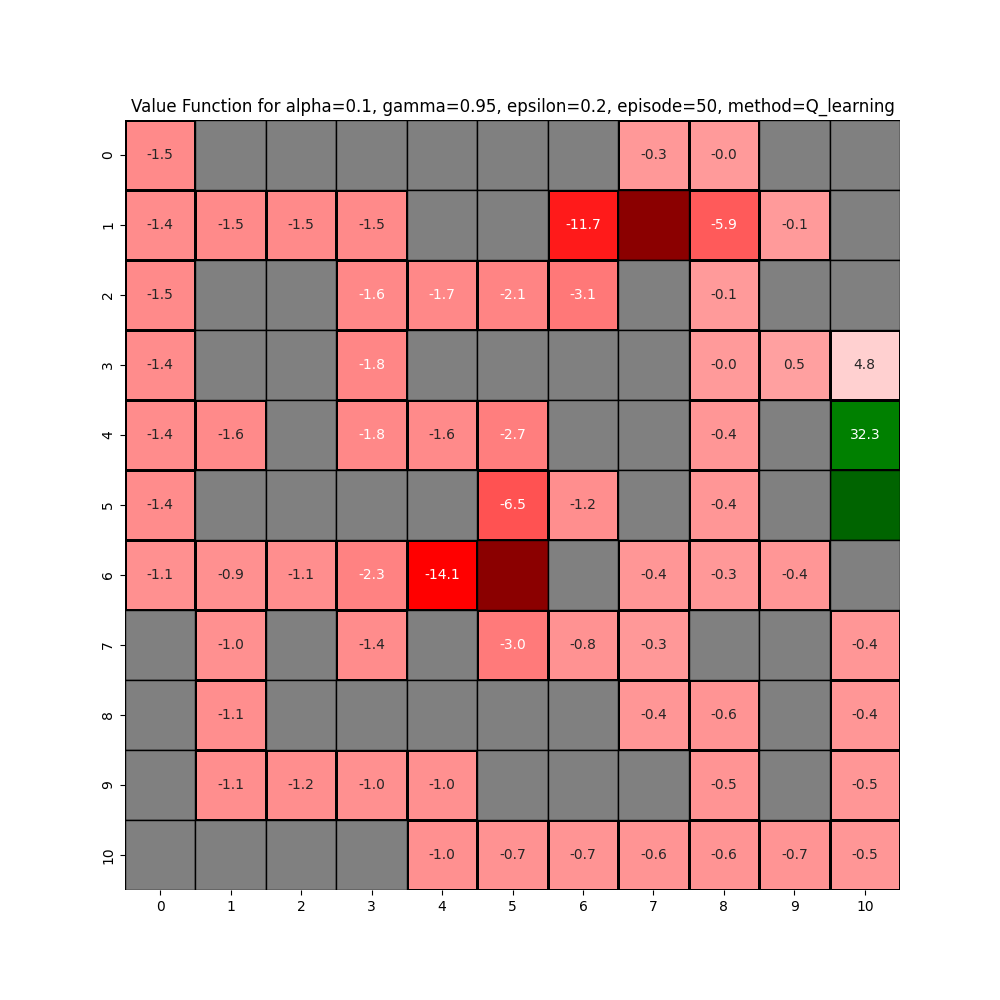 Value Function for alpha=0.1, gamma=0.95, epsilon=0.2, episode=50, method=Q_learning
0 -1.5 -0.3 -0.0
1 -1.4 -1.5 -1.5 -1.5 -11.7 -5.9 -0.1
2 -1.5 -1.6 -1.7 -2.1 -3.1 -0.1
3 -1.4 -1.8 -0.0 0.5 4.8
4 -1.4 -1.6 -1.8 -1.6 -2.7 -0.4 32.3
5 -1.4 -6.5 -1.2 -0.4
6 -1.1 -0.9 -1.1 -2.3 -14.1 -0.4 -0.3 -0.4
7 -1.0 -1.4 -3.0 -0.8 -0.3 -0.4
8 -1.1 -0.4 -0.6 -0.4
9 -1.1 -1.2 -1.0 -1.0 -0.5 -0.5
10 -1.0 -0.7 -0.7 -0.6 -0.6 -0.7 -0.5
0 1 2 3 4 5 6 7 8 9 10